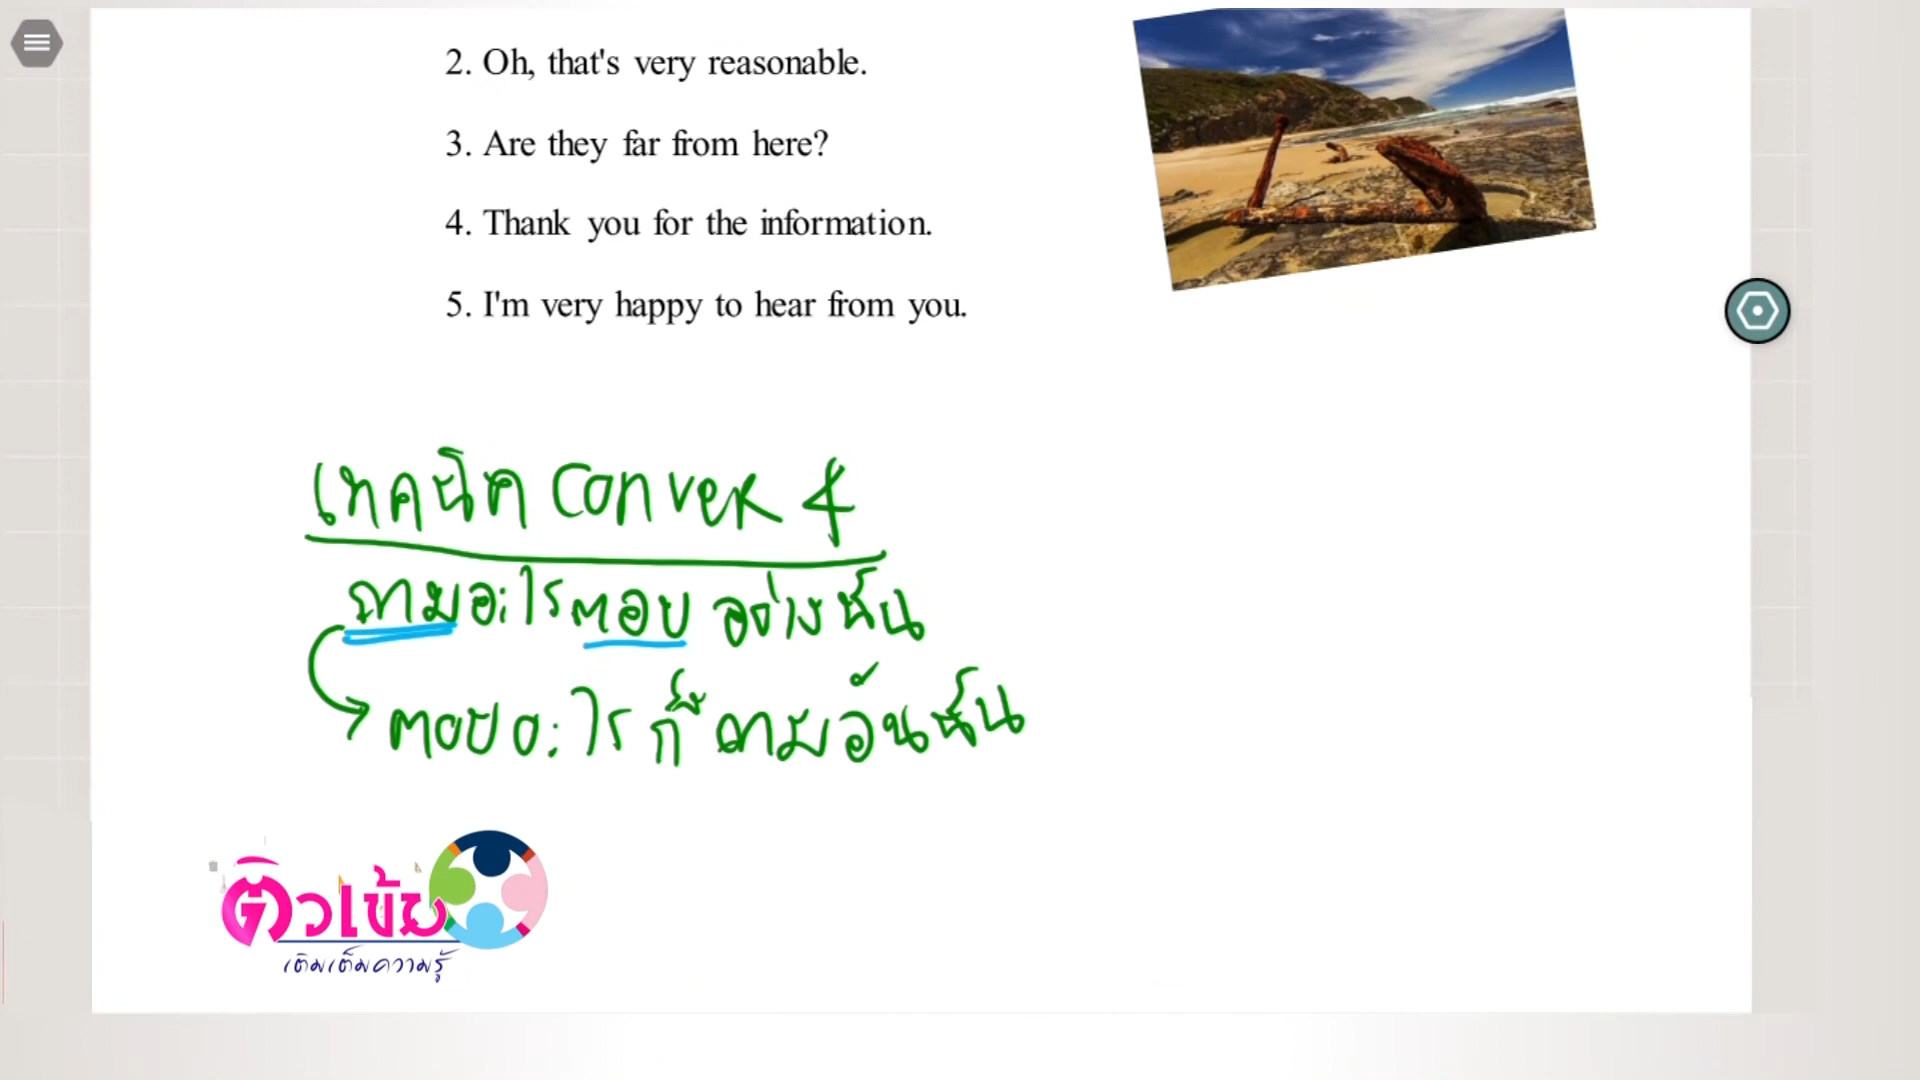 2. Oh, that's very reasonable.
3. Are they far from here?
4. Thank you for the information.
5. I'm very happy to hear from you.
เทคนิค Conver 4
ถามอะไรตอบ อย่างนั้น
ตอบอะไรก็ ถามอันนั้น
ติวเข้ม
เติมเต็มความรู้